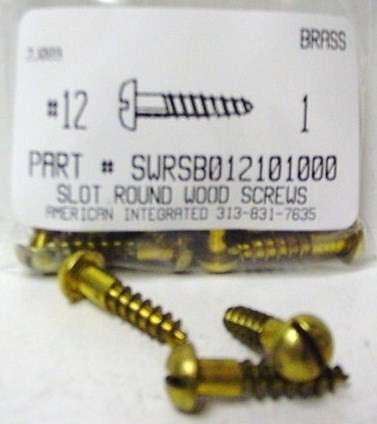 BRASS
#12 1
PART # SWRSB012101000
SLOT ROUND WOOD SCREWS
AMERICAN INTEGRATED 313-831-7635